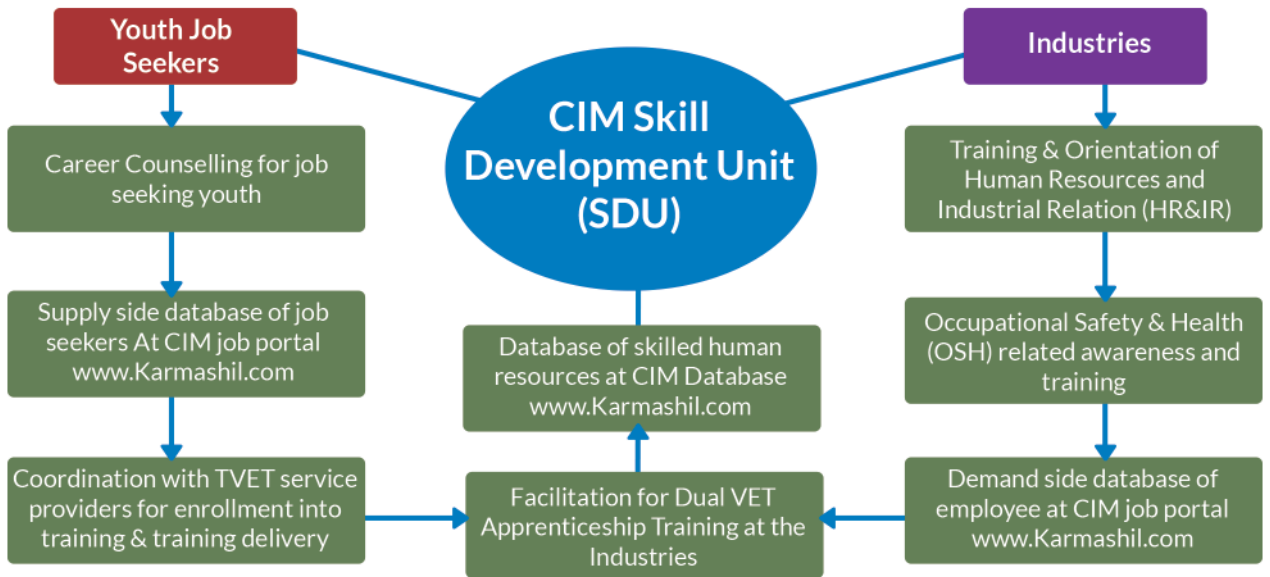 Youth Job
Seekers
Career Counselling for job
seeking youth
Supply side database of job
seekers At CIM job portal
www.Karmashil.com
Coordination with TVET service
providers for enrollment into
training & training delivery
CIM Skill
Development Unit
(SDU)
Database of skilled human
resources at CIM Database
www.Karmashil.com
Facilitation for Dual VET
Apprenticeship Training at the
Industries
Industries
Training & Orientation of
Human Resources and
Industrial Relation (HR&IR)
Occupational Safety & Health
(OSH) related awareness and
training
Demand side database of
employee at CIM job portal
www.Karmashil.com